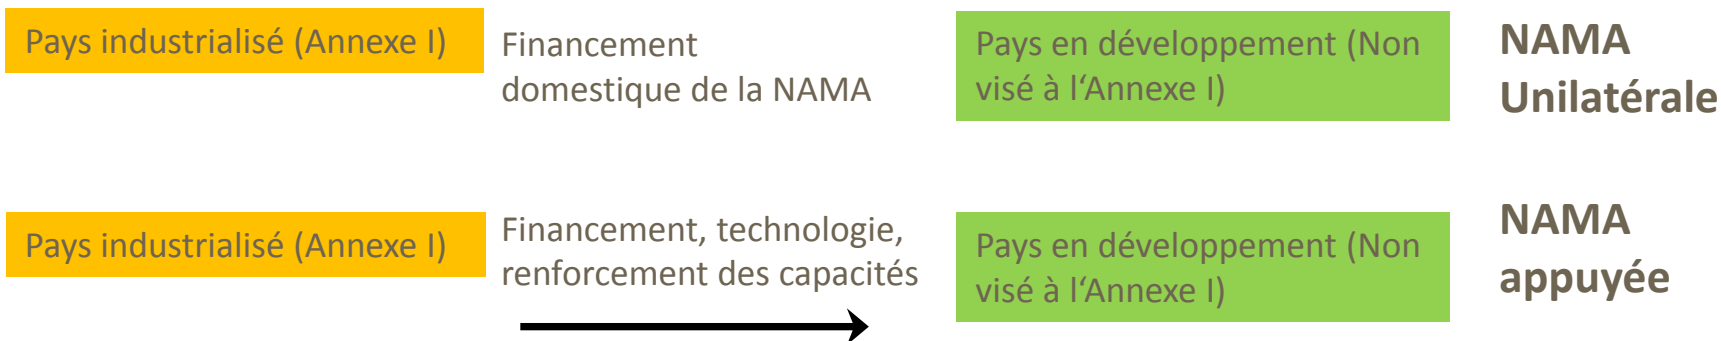 Pays industrialisé (Annexe I)
Financement
domestique de la NAMA
Pays en développement (Non
visé à l‘Annexe I)
NAMA
Unilatérale
Pays industrialisé (Annexe I)
Financement, technologie,
renforcement des capacités
Pays en développement (Non
visé à l‘Annexe I)
NAMA
appuyée